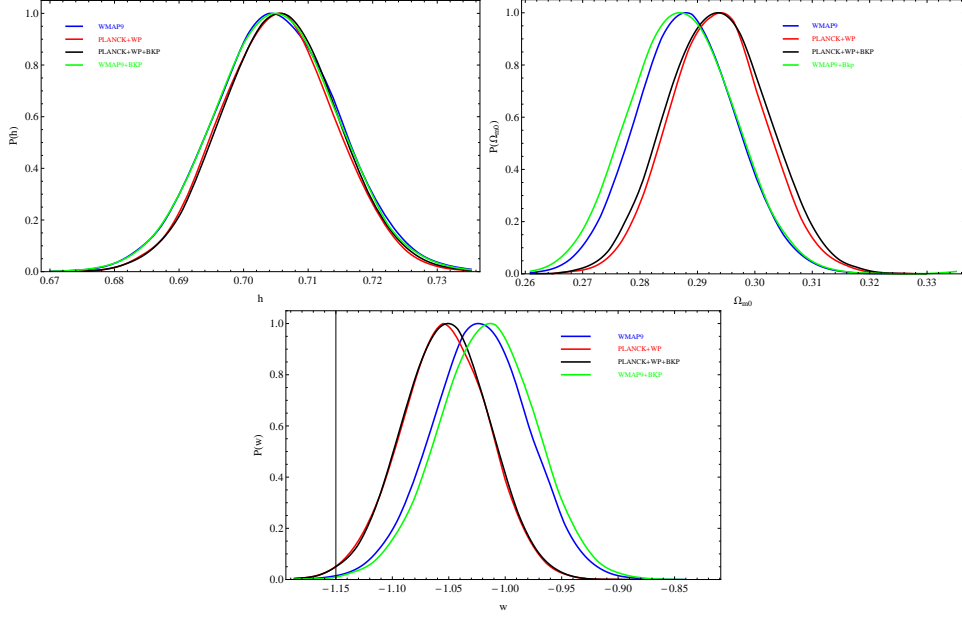 WMAP9
PLANCK+WP
PLANCK+WP+BKP
WMAP9+BKP
P(h)
1.0
0.8
0.6
0.4
0.2
0.0
0.67 0.68 0.69 0.70 0.71 0.72 0.73
h
WMAP9
PLANCK+WP
PLANCK+WP+BKP
WMAP9+Bkp
P(Ωm0)
1.0
0.8
0.6
0.4
0.2
0.0
0.26 0.27 0.28 0.29 0.30 0.31 0.32 0.33
Ωm0
WMAP9
PLANCK+WP
PLANCK+WP+BKP
WMAP9+BKP
P(w)
1.0
0.8
0.6
0.4
0.2
0.0
−1.15 −1.10 −1.05 −1.00 −0.95 −0.90 −0.85
w